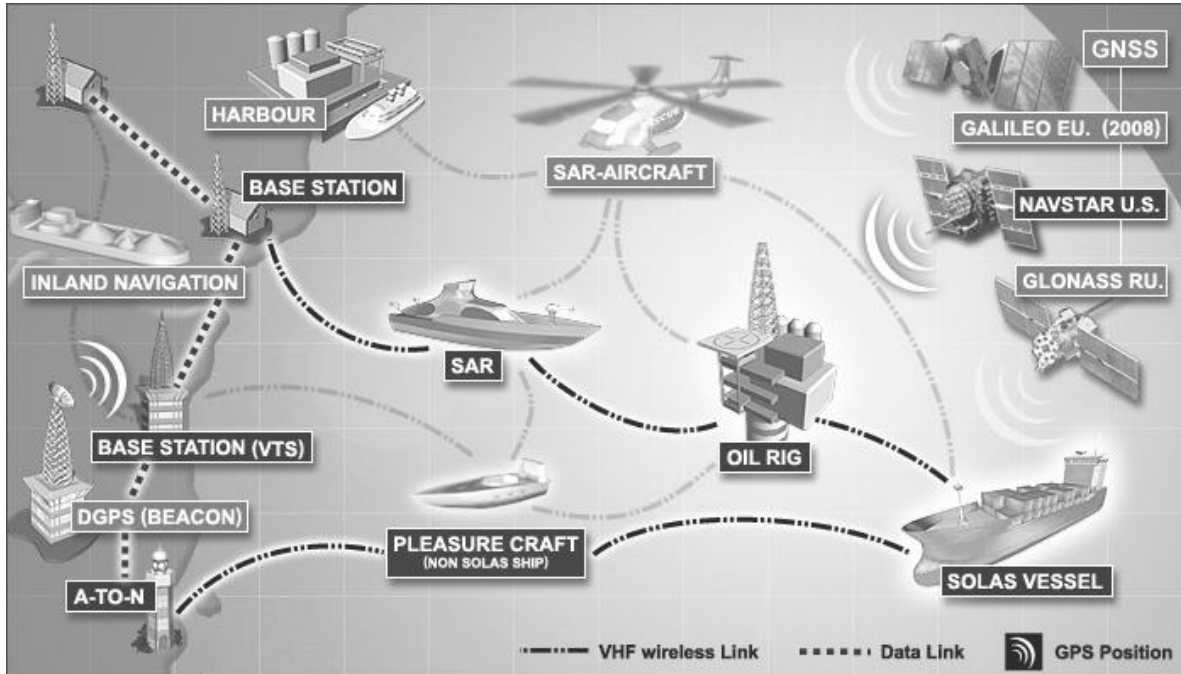 GNSS
HARBOUR
GALILEO EU. (2008)
SAR-AIRCRAFT
BASE STATION
NAVSTAR U.S.
INLAND NAVIGATION
GLONASS RU.
SAR
BASE STATION (VTS)
OIL RIG
DGPS (BEACON)
PLEASURE CRAFT
(NON SOLAS SHIP)
A-TO-N
SOLAS VESSEL
VHF wireless Link
Data Link
GPS Position